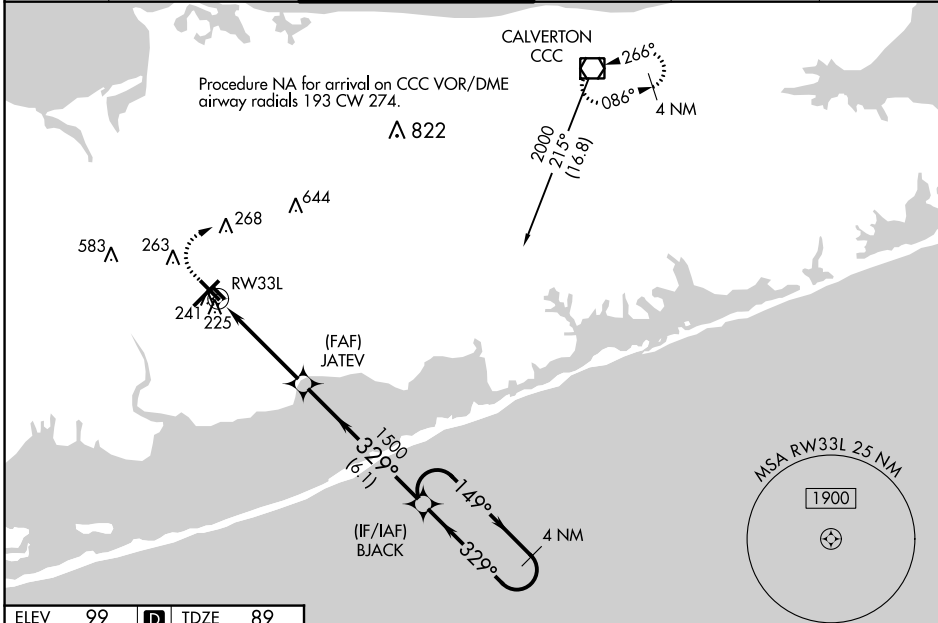 CALVERTON
CCC
266°
086°
4 NM
Procedure NA for arrival on CCC VOR/DME
airway radials 193 CW 274.
822
2000
215°
(16.8)
644
268
583
263
RW33L
241
225
(FAF)
JATEV
1500
329°
(6.1)
149°
4 NM
329°
(IF/IAF)
BJACK
MSA RW33L 25 NM
1900
ELEV 99 D TDZE 89